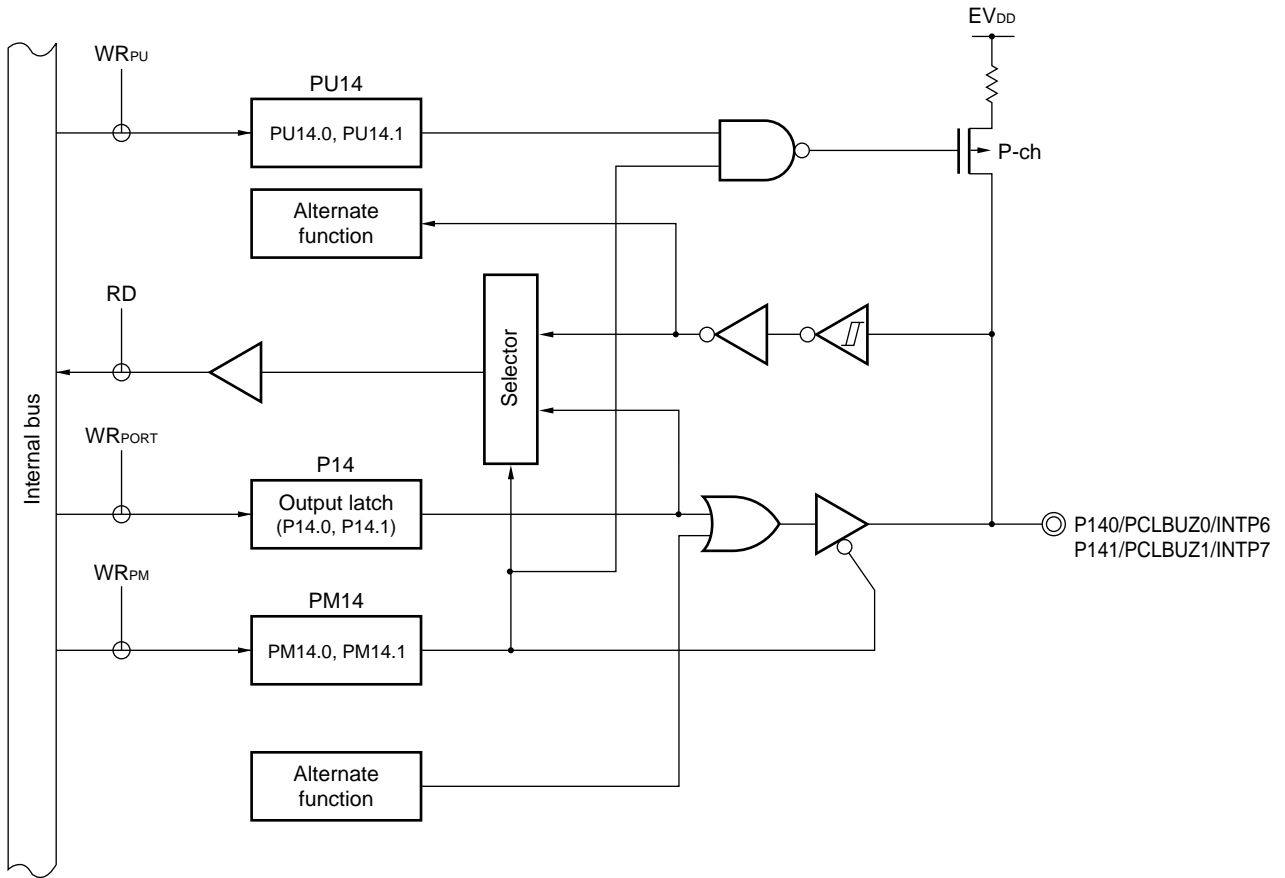 EVDD
WRPU
PU14
PU14.0, PU14.1
P-ch
Alternate
function
RD
Selector
Internal bus
WRPORT
P14
Output latch
(P14.0, P14.1)
P140/PCLBUZ0/INTP6
P141/PCLBUZ1/INTP7
WRPM
PM14
PM14.0, PM14.1
Alternate
function